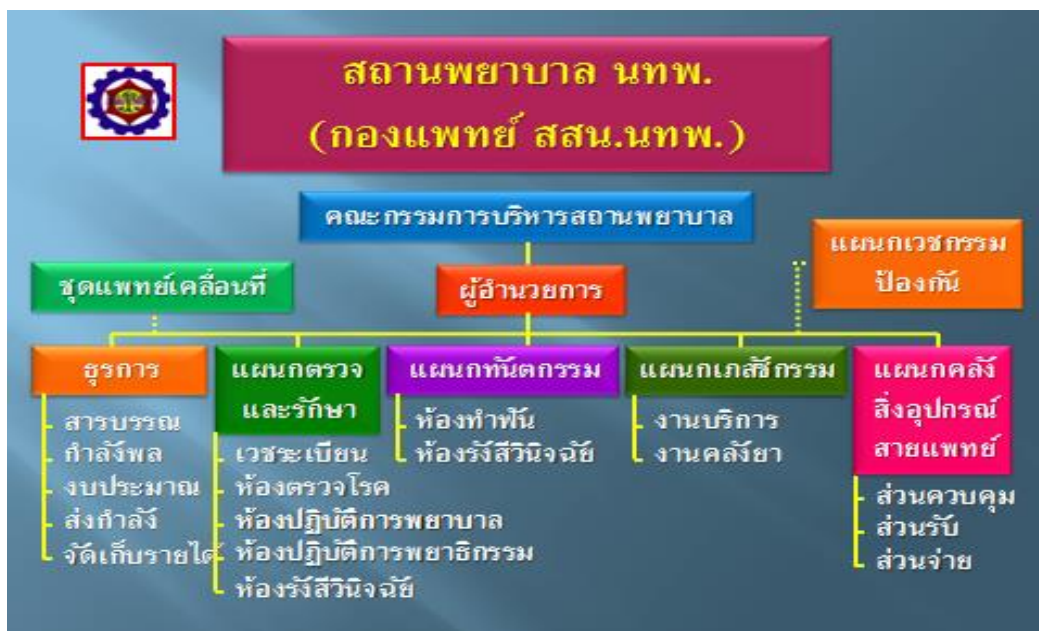 สถานพยาบาล นทพ.
(กองแพทย์ สสน.นทพ.)
คณะกรรมการบริหารสถานพยาบาล
แผนกเวชกรรม
ป้องกัน
ชุดแพทย์เคลื่อนที่
ผู้อำนวยการ
ธุรการ
สารบรรณ
กำลังพล
งบประมาณ
ส่งกำลัง
จัดเก็บรายได้
แผนกตรวจ
และรักษา
เวชระเบียน
ห้องตรวจโรค
ห้องปฏิบัติการพยาบาล
ห้องปฏิบัติการพยาธิกรรม
ห้องรังสีวินิจฉัย
แผนกทันตกรรม
ห้องทำฟัน
ห้องรังสีวินิจฉัย
แผนกเภสัชกรรม
งานบริการ
งานคลังยา
แผนกคลัง
สิ่งอุปกรณ์
สายแพทย์
ส่วนควบคุม
ส่วนรับ
ส่วนจ่าย